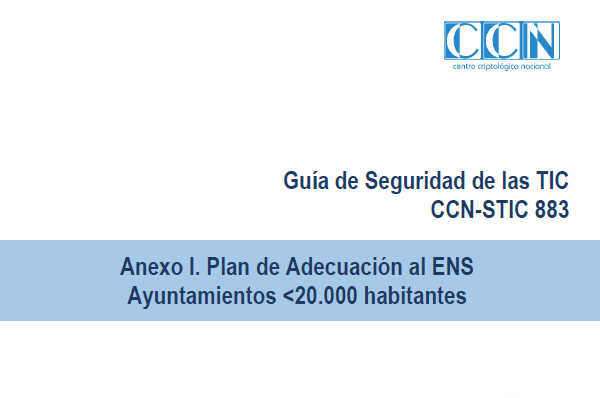 CCN
centro criptológico nacional
Guía de Seguridad de las TIC
CCN-STIC 883
Anexo I. Plan de Adecuación al ENS
Ayuntamientos <20.000 habitantes